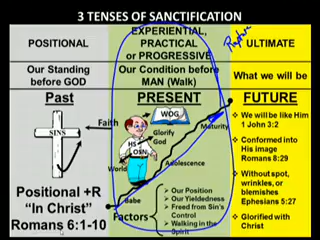 3 TENSES OF SANCTIFICATION
POSITIONAL
Our Standing
before GOD
Past
SINS
Faith
Positional +R
“In Christ”
Romans 6:1-10
EXPERIENTIAL,
PRACTICAL
or PROGRESSIVE
Our Condition before
MAN (Walk)
PRESENT
WOG
Glorify
God
HS
OSN
World
Maturity
Adolescence
Babe
Factors
Our Position
Our Yieldedness
Freed from Sin's
Control
Walking in the
Spirit
Rapture
ULTIMATE
What we will be
FUTURE
We will be like Him
1 John 3:2
Conformed into
His image
Romans 8:29
Without spot,
wrinkles, or
blemishes
Ephesians 5:27
Glorified with
Christ